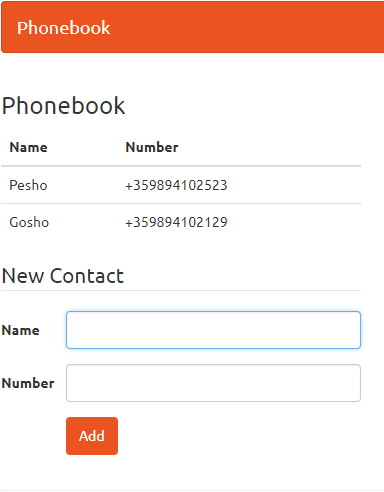 Phonebook
Phonebook
Name Number
Pesho +359894102523
Gosho +359894102129
New Contact
Name
Number
Add